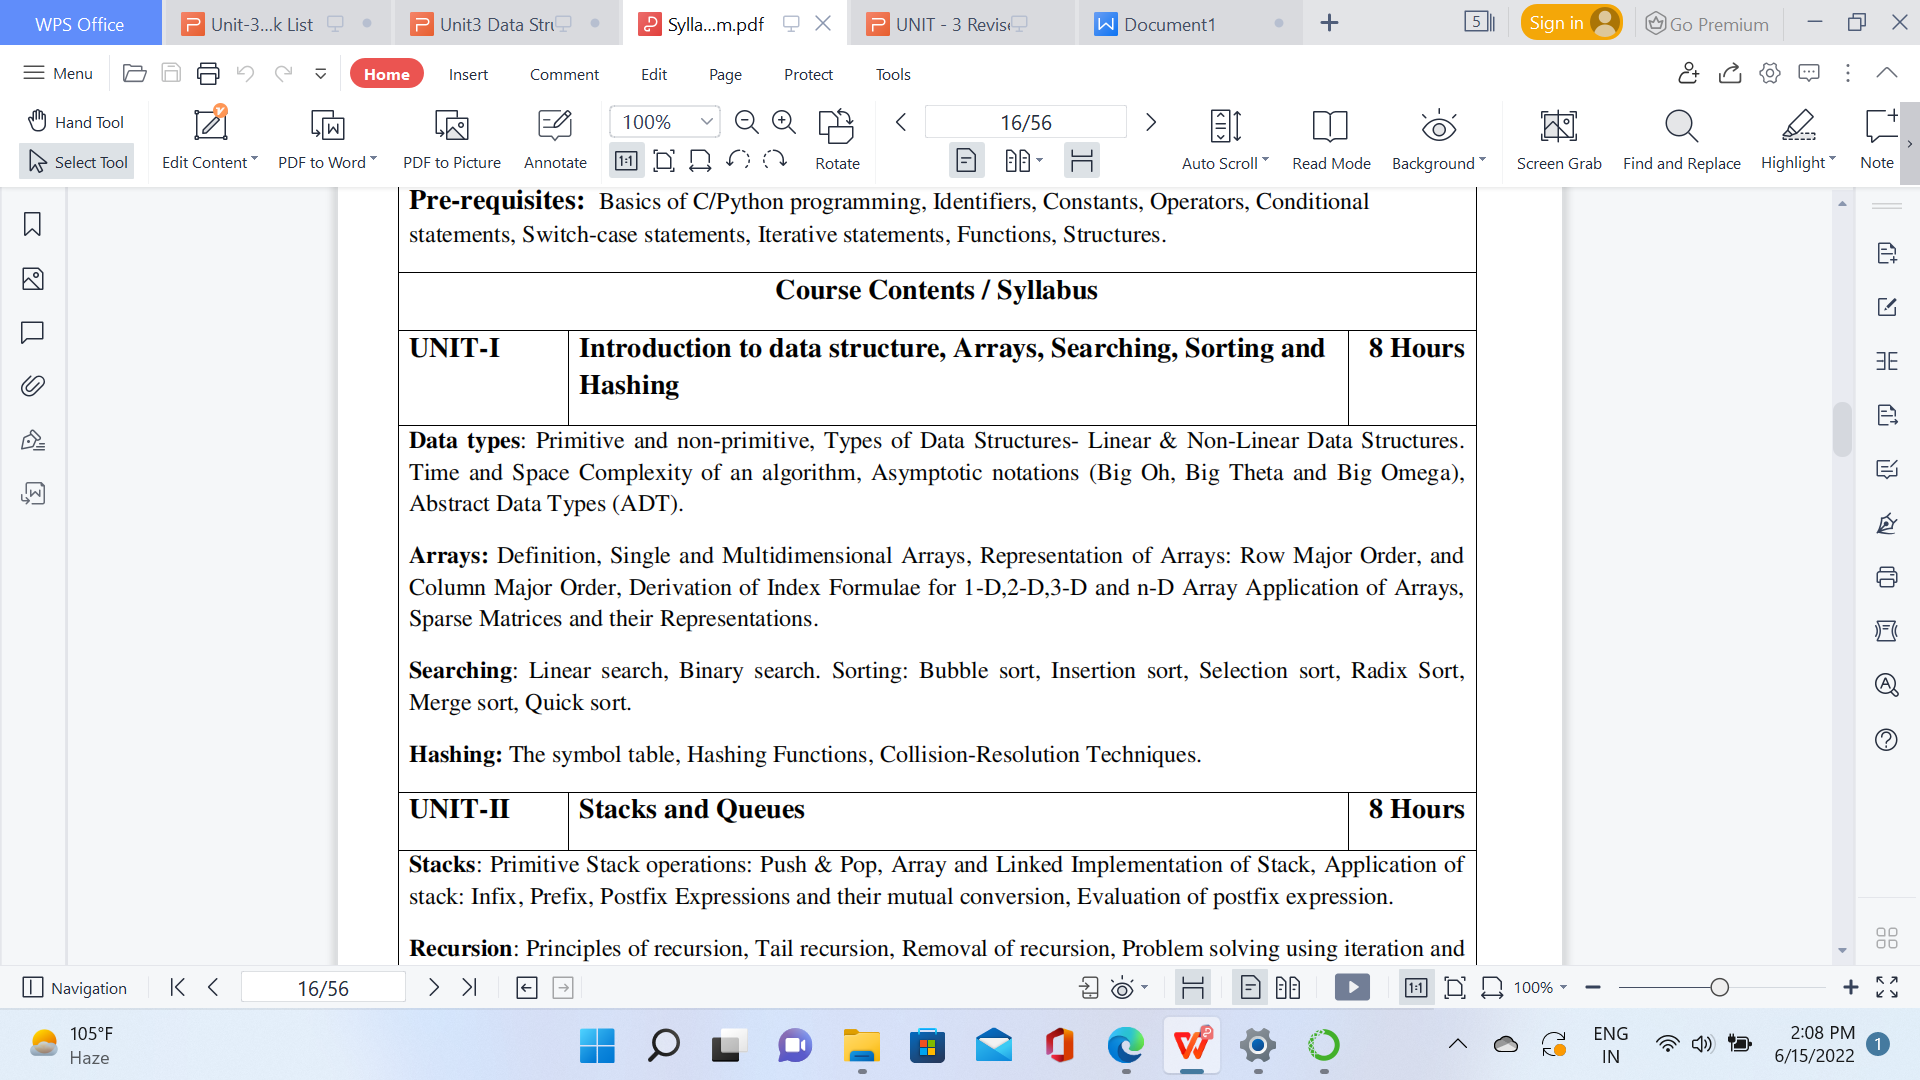 WPS Office
Unit-3...k List
Unit3 Data Stru
Sylla...m.pdf
UNIT - 3 Revise
Document1
5
Sign in
Go Premium
Menu
Home
Insert
Comment
Edit
Page
Protect
Tools
Hand Tool
Select Tool
Edit Content
PDF to Word
PDF to Picture
Annotate
100%
1:1
Rotate
16/56
Auto Scroll
Read Mode
Background
Screen Grab
Find and Replace
Highlight
Note
Pre-requisites: Basics of C/Python programming, Identifiers, Constants, Operators, Conditional
statements, Switch-case statements, Iterative statements, Functions, Structures.
Course Contents / Syllabus
UNIT-I
Introduction to data structure, Arrays, Searching, Sorting and
Hashing
8 Hours
Data types: Primitive and non-primitive, Types of Data Structures- Linear & Non-Linear Data Structures.
Time and Space Complexity of an algorithm, Asymptotic notations (Big Oh, Big Theta and Big Omega),
Abstract Data Types (ADT).
Arrays: Definition, Single and Multidimensional Arrays, Representation of Arrays: Row Major Order, and
Column Major Order, Derivation of Index Formulae for 1-D,2-D,3-D and n-D Array Application of Arrays,
Sparse Matrices and their Representations.
Searching: Linear search, Binary search. Sorting: Bubble sort, Insertion sort, Selection sort, Radix Sort,
Merge sort, Quick sort.
Hashing: The symbol table, Hashing Functions, Collision-Resolution Techniques.
UNIT-II
Stacks and Queues
8 Hours
Stacks: Primitive Stack operations: Push & Pop, Array and Linked Implementation of Stack, Application of
stack: Infix, Prefix, Postfix Expressions and their mutual conversion, Evaluation of postfix expression.
Recursion: Principles of recursion, Tail recursion, Removal of recursion, Problem solving using iteration and
Navigation
16/56
1:1
100%
105°F
Haze
ENG
IN
2:08 PM
6/15/2022
1